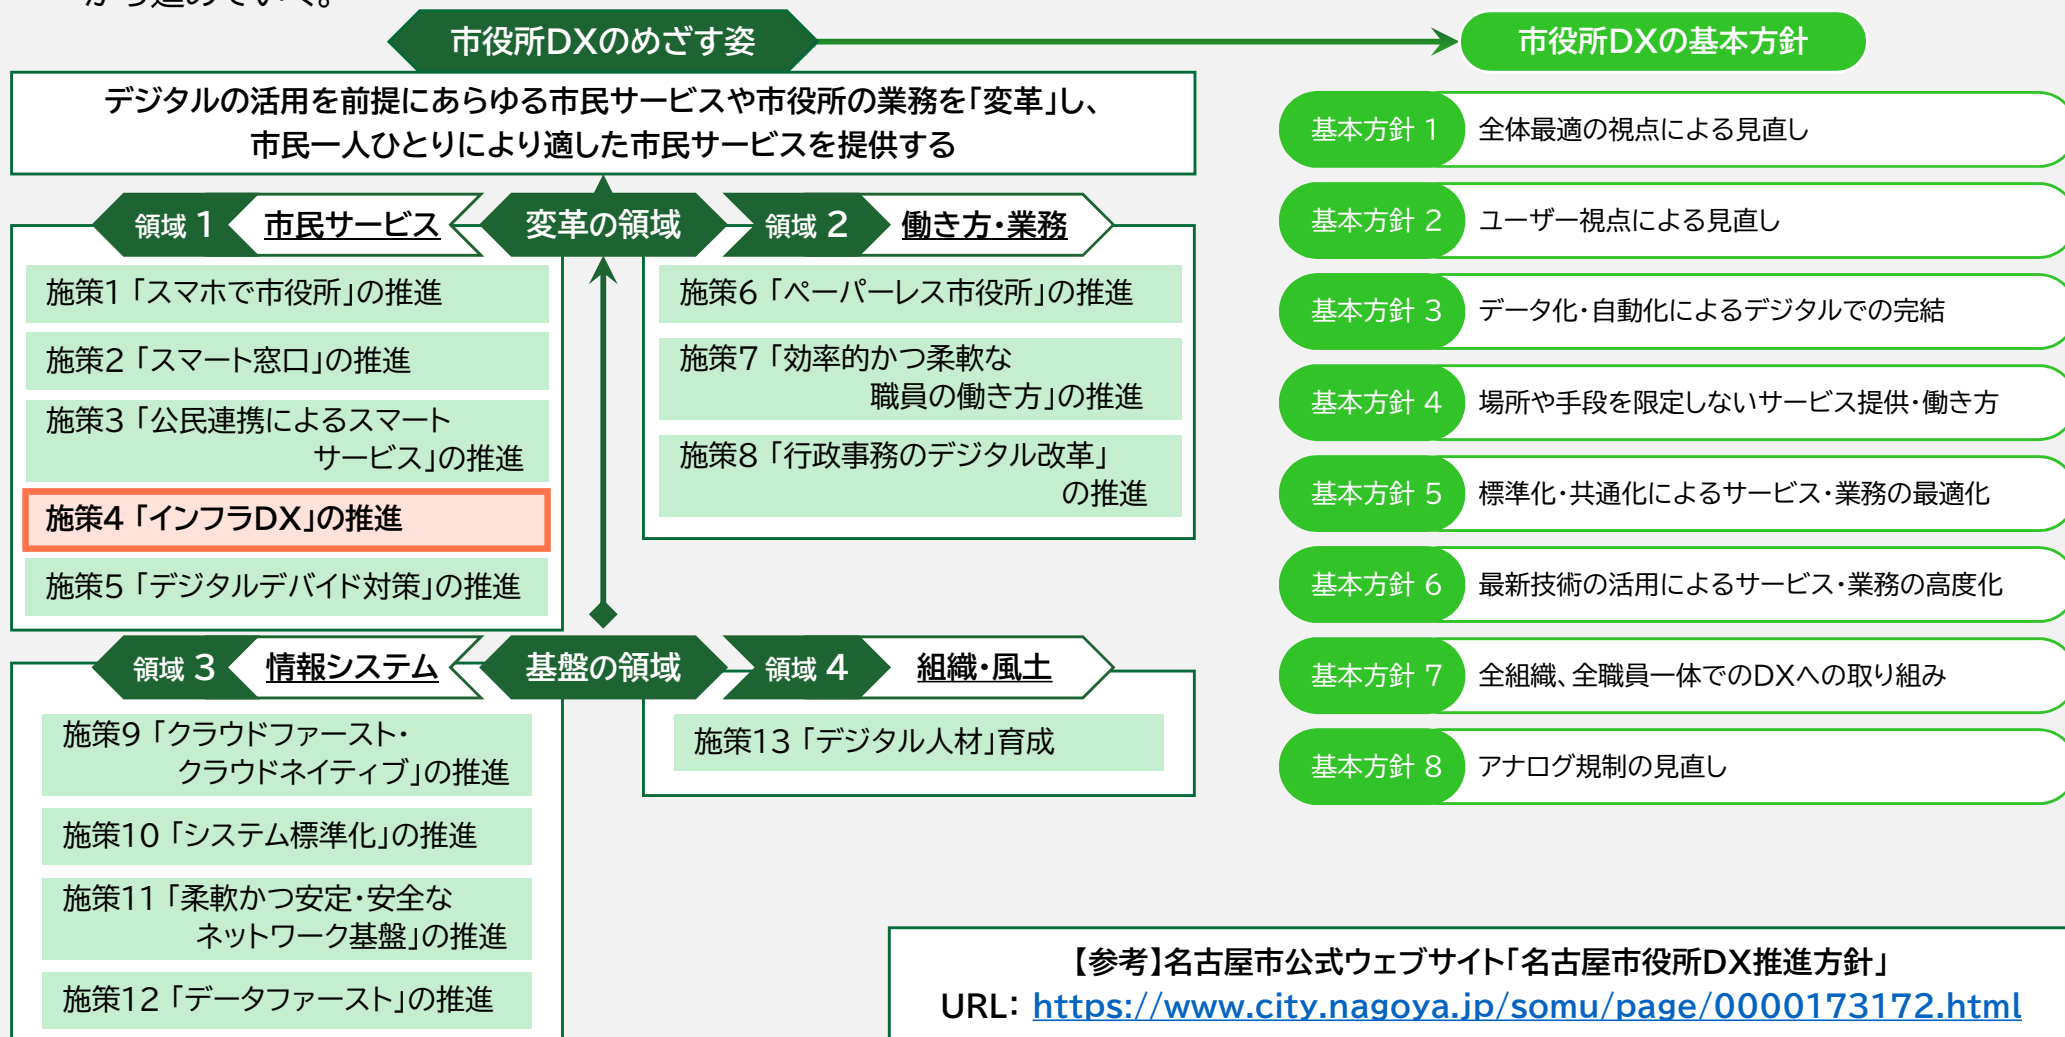 から進めていく。
市役所DXのめざす姿
市役所DXの基本方針
デジタルの活用を前提にあらゆる市民サービスや市役所の業務を「変革」し、
市民一人ひとりにより適した市民サービスを提供する
領域 1
市民サービス
変革の領域
領域 2
働き方・業務
施策1「スマホで市役所」の推進
施策2「スマート窓口」の推進
施策3「公民連携によるスマート
サービス」の推進
施策4「インフラDX」の推進
施策5「デジタルデバイド対策」の推進
施策6「ペーパーレス市役所」の推進
施策7「効率的かつ柔軟な
職員の働き方」の推進
施策8「行政事務のデジタル改革」
の推進
領域 3
情報システム
基盤の領域
領域 4
組織・風土
施策9「クラウドファースト・
クラウドネイティブ」の推進
施策10「システム標準化」の推進
施策11「柔軟かつ安定・安全な
ネットワーク基盤」の推進
施策12「データファースト」の推進
施策13「デジタル人材」育成
基本方針 1 全体最適の視点による見直し
基本方針 2 ユーザー視点による見直し
基本方針 3 データ化・自動化によるデジタルでの完結
基本方針 4 場所や手段を限定しないサービス提供・働き方
基本方針 5 標準化・共通化によるサービス・業務の最適化
基本方針 6 最新技術の活用によるサービス・業務の高度化
基本方針 7 全組織、全職員一体でのDXへの取り組み
基本方針 8 アナログ規制の見直し
【参考】名古屋市公式ウェブサイト「名古屋市役所DX推進方針」
URL: https://www.city.nagoya.jp/somu/page/0000173172.html